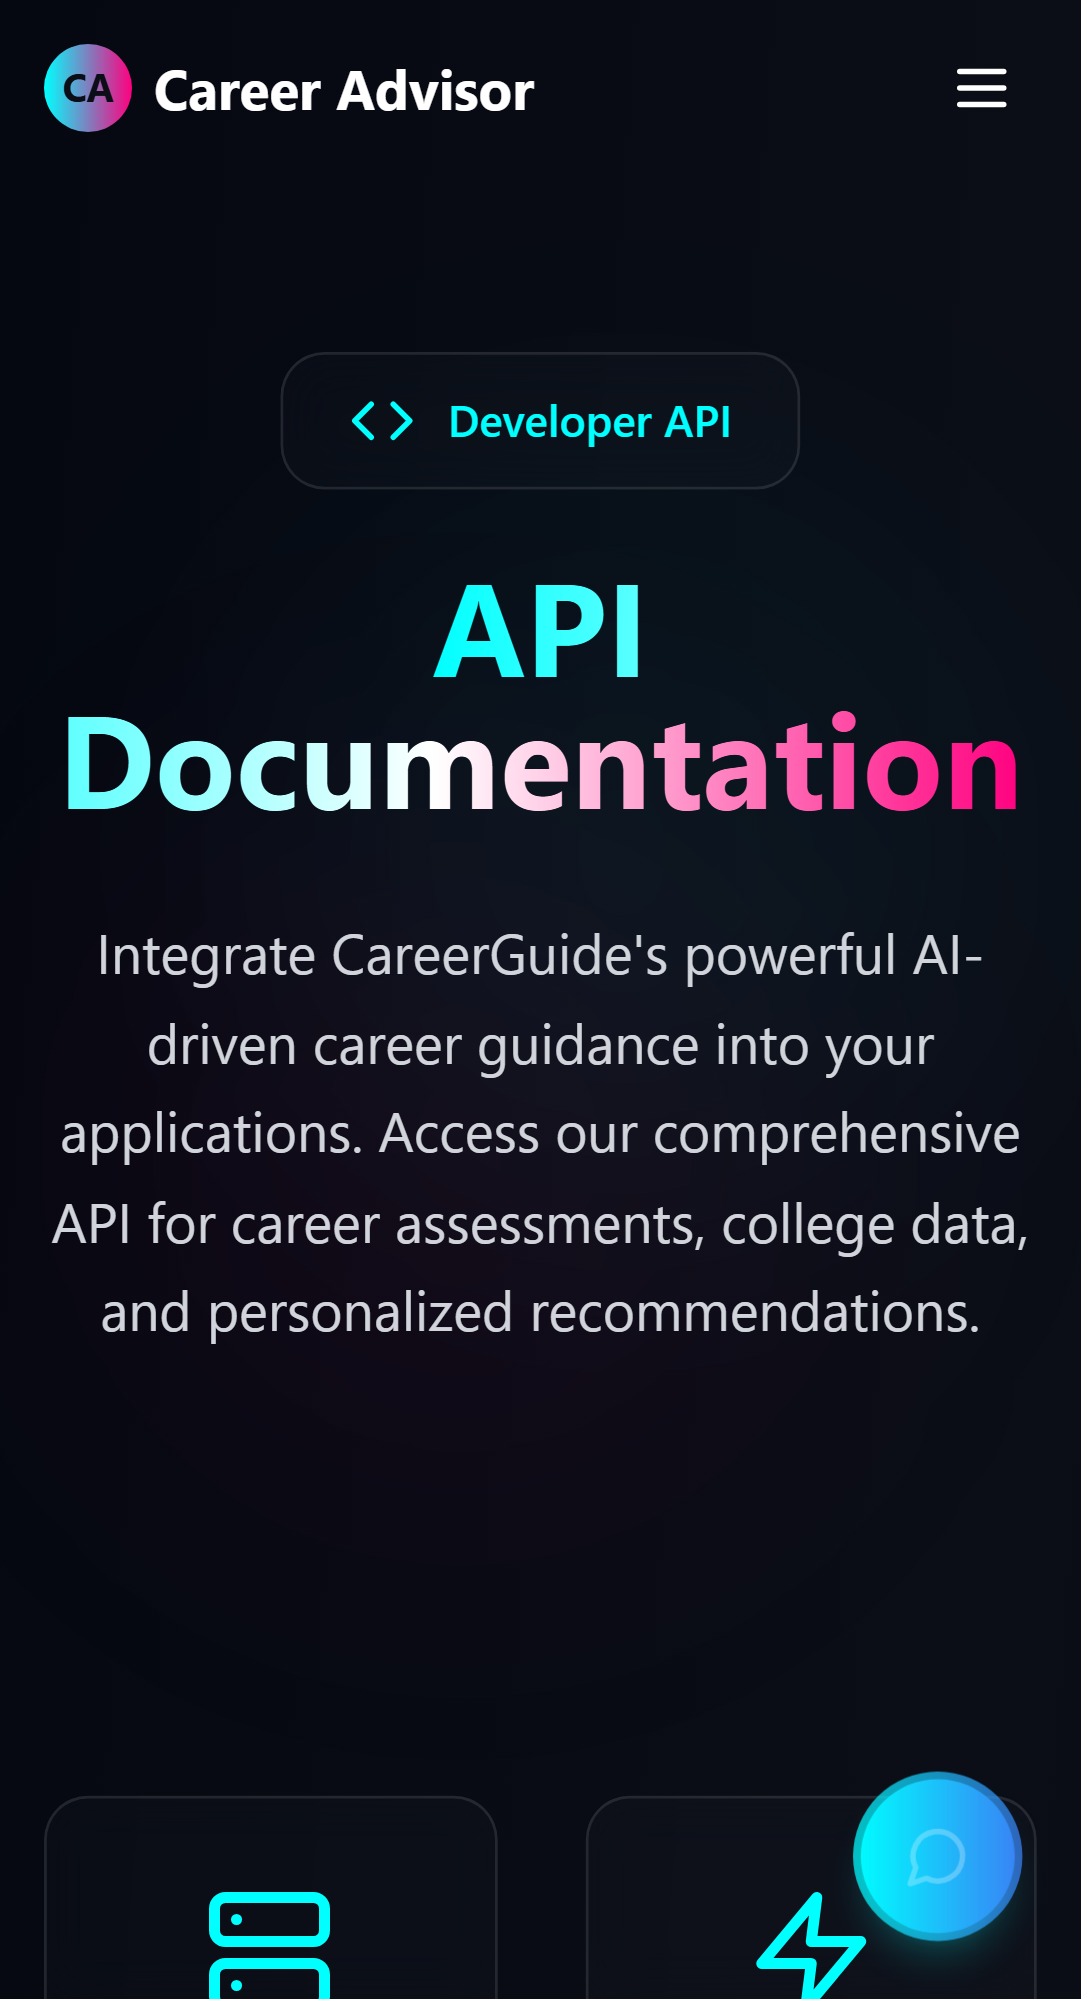 CA
Career Advisor
Developer API
API
Documentation
Integrate CareerGuide's powerful AI-
driven career guidance into your
applications. Access our comprehensive
API for career assessments, college data,
and personalized recommendations.